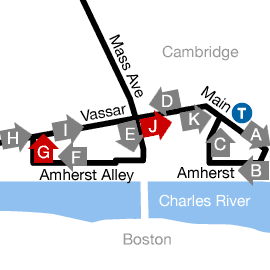 Cambridge
Mass Ave
Main
T
Vassar
D
K
A
H
I
E
J
G
F
C
B
Amherst Alley
Amherst
Charles River
Boston